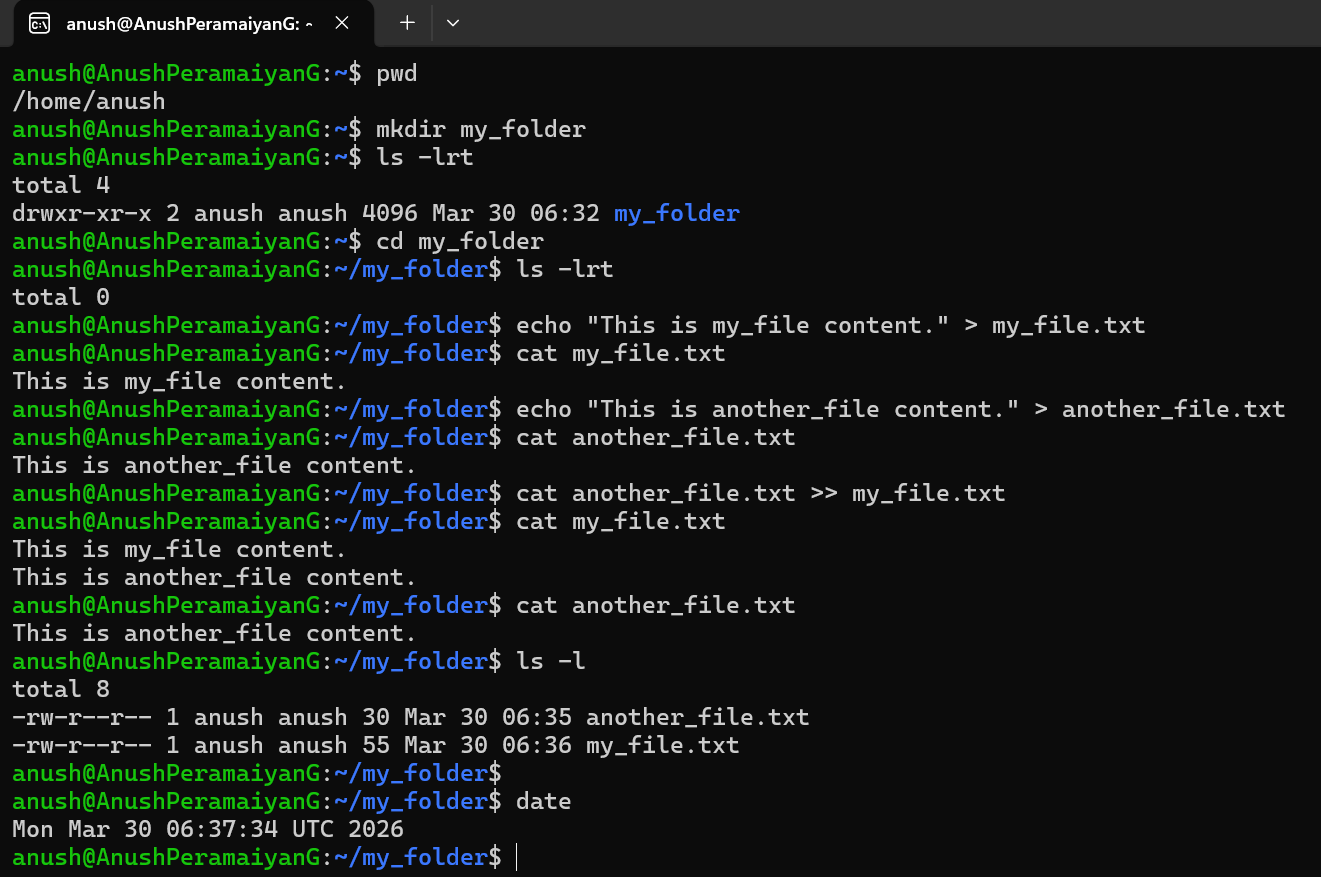 anush@AnushPeramaiyanG: ~
anush@AnushPeramaiyanG:~$ pwd
/home/anush
anush@AnushPeramaiyanG:~$ mkdir my_folder
anush@AnushPeramaiyanG:~$ ls -lrt
total 4
drwxr-xr-x 2 anush anush 4096 Mar 30 06:32 my_folder
anush@AnushPeramaiyanG:~$ cd my_folder
anush@AnushPeramaiyanG:~/my_folder$ ls -lrt
total 0
anush@AnushPeramaiyanG:~/my_folder$ echo "This is my_file content." > my_file.txt
anush@AnushPeramaiyanG:~/my_folder$ cat my_file.txt
This is my_file content.
anush@AnushPeramaiyanG:~/my_folder$ echo "This is another_file content." > another_file.txt
anush@AnushPeramaiyanG:~/my_folder$ cat another_file.txt
This is another_file content.
anush@AnushPeramaiyanG:~/my_folder$ cat another_file.txt >> my_file.txt
anush@AnushPeramaiyanG:~/my_folder$ cat my_file.txt
This is my_file content.
This is another_file content.
anush@AnushPeramaiyanG:~/my_folder$ cat another_file.txt
This is another_file content.
anush@AnushPeramaiyanG:~/my_folder$ ls -l
total 8
-rw-r--r-- 1 anush anush 30 Mar 30 06:35 another_file.txt
-rw-r--r-- 1 anush anush 55 Mar 30 06:36 my_file.txt
anush@AnushPeramaiyanG:~/my_folder$
anush@AnushPeramaiyanG:~/my_folder$ date
Mon Mar 30 06:37:34 UTC 2026
anush@AnushPeramaiyanG:~/my_folder$